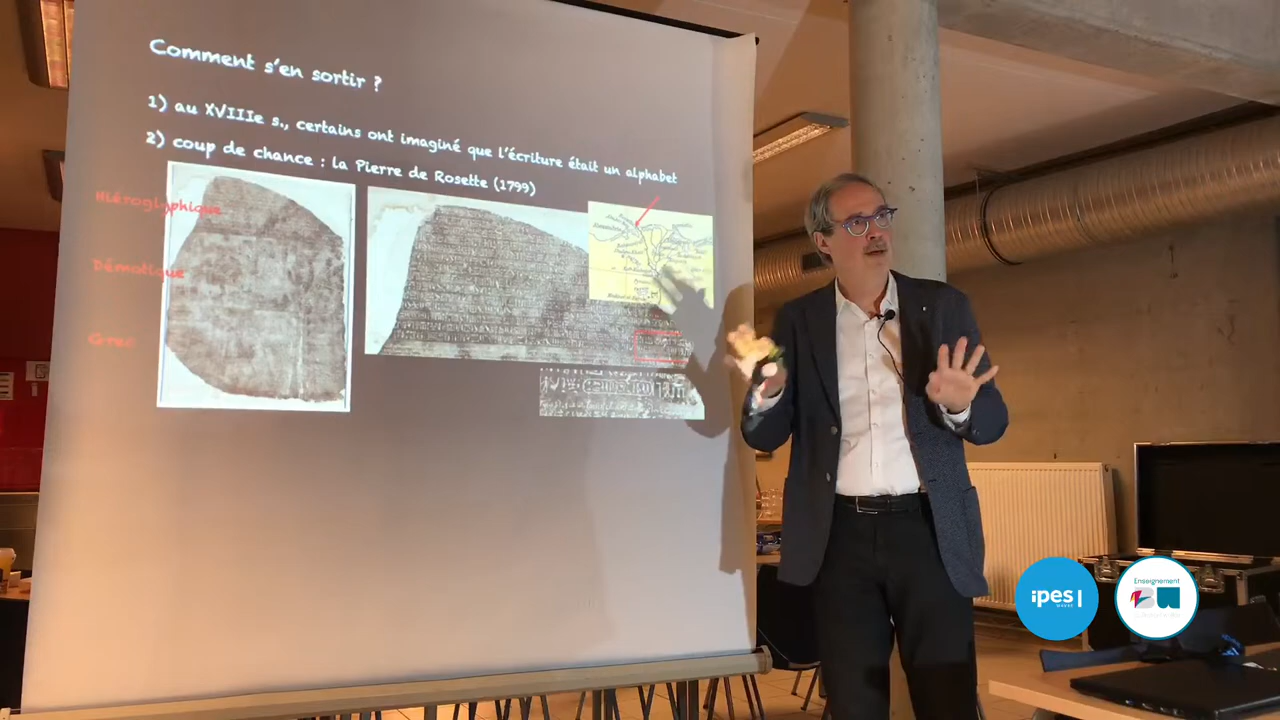 Comment s'en sortir ?
1) au XVIIIe s., certains ont imaginé que l'écriture était un alphabet
2) coup de chance : la Pierre de Rosette (1799)
Hiéroglyphique
Démotique
Grec
ipes
WAVRE
Enseignement